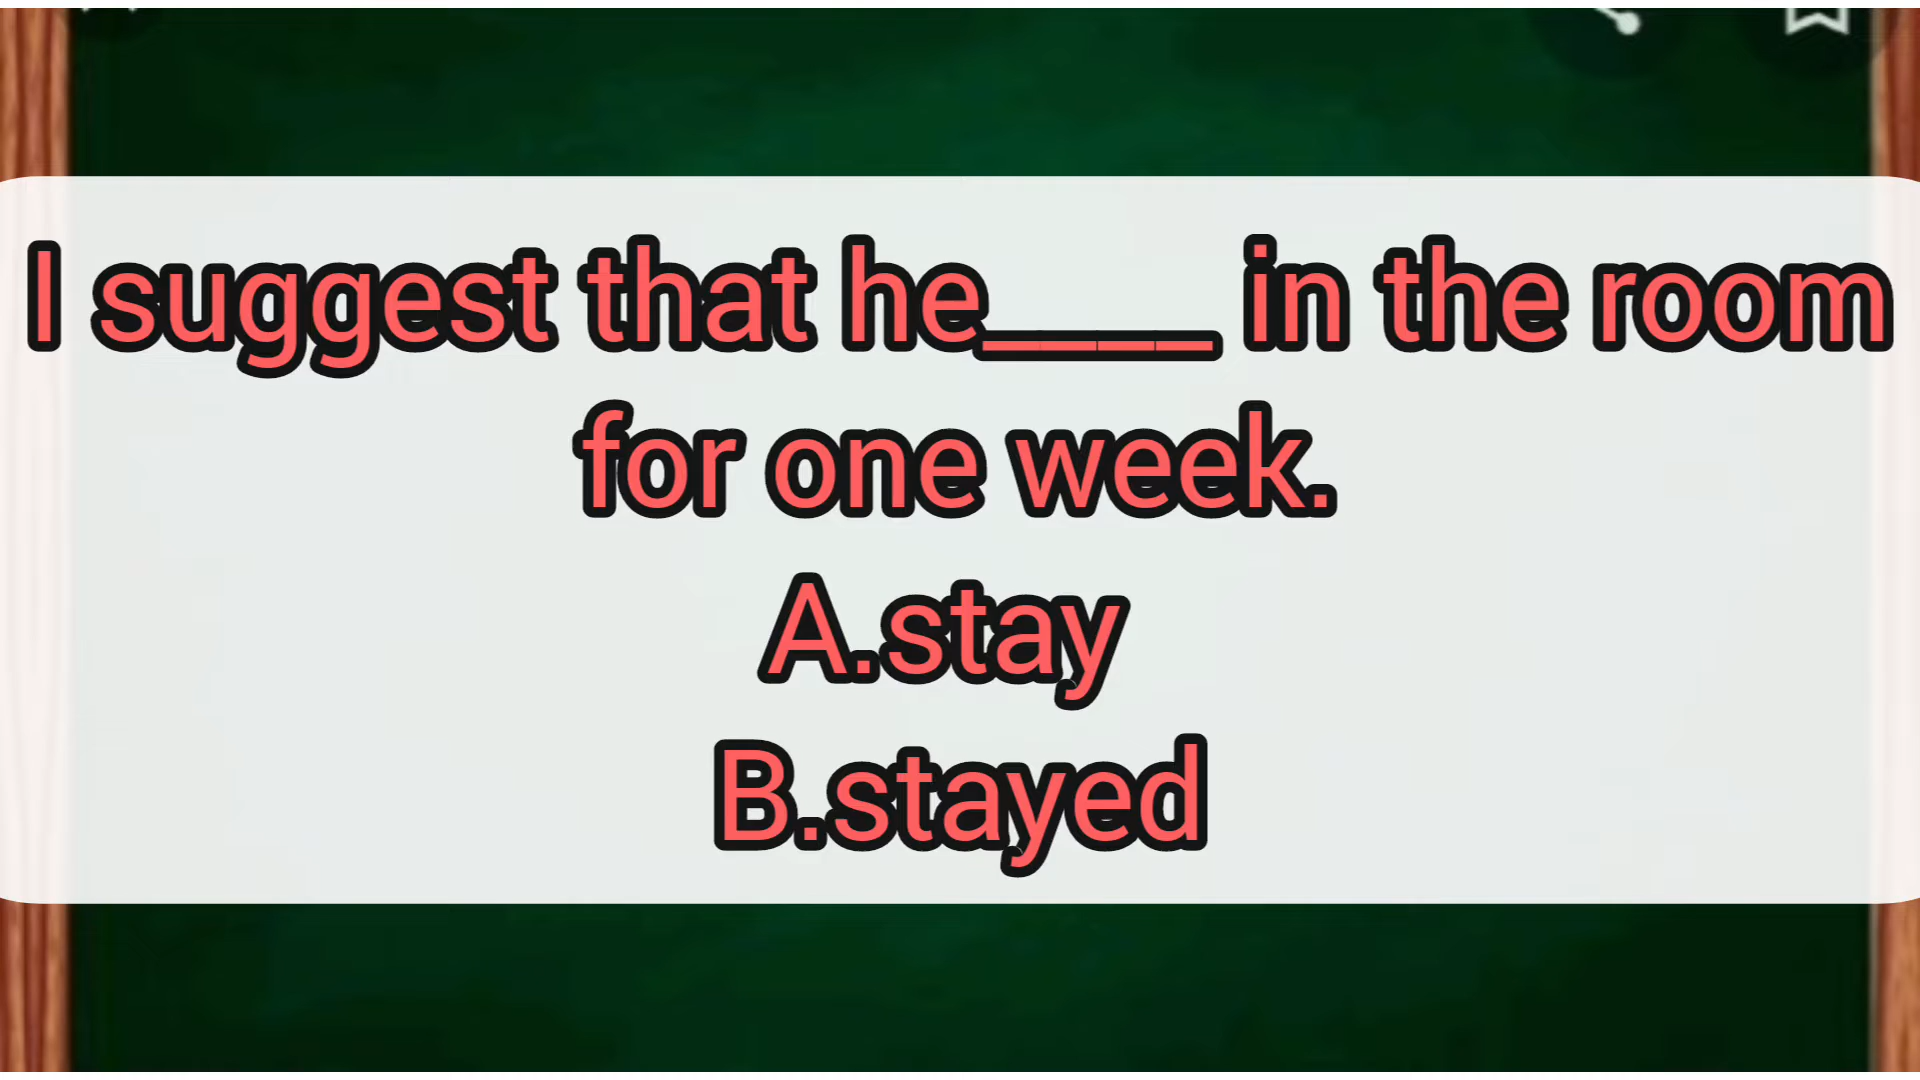 I suggest that he____ in the room
for one week.
A.stay
B.stayed